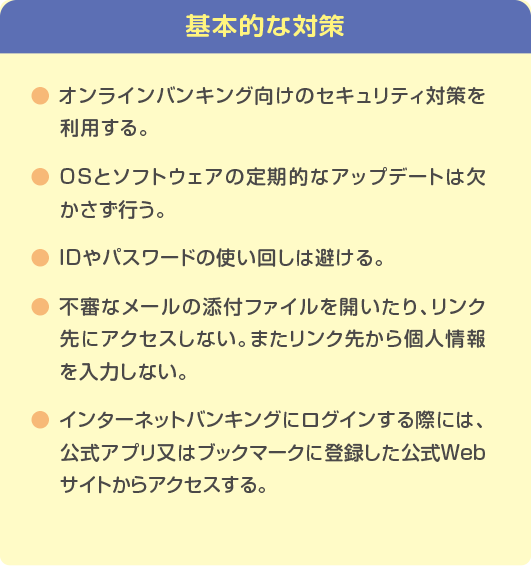 基本的な対策
● オンラインバンキング向けのセキュリティ対策を
利用する。
● OSとソフトウェアの定期的なアップデートは欠
かさず行う。
● IDやパスワードの使い回しは避ける。
● 不審なメールの添付ファイルを開いたり、リンク
先にアクセスしない。またリンク先から個人情報
を入力しない。
● インターネットバンキングにログインする際には、
公式アプリ又はブックマークに登録した公式Web
サイトからアクセスする。